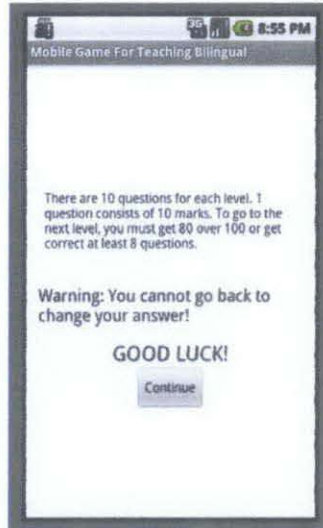 3G 8:55 PM
Mobile Game For Teaching Bilingual
There are 10 questions for each level. 1
question consists of 10 marks. To go to the
next level, you must get 80 over 100 or get
correct at least 8 questions.
Warning: You cannot go back to
change your answer!
GOOD LUCK!
Continue